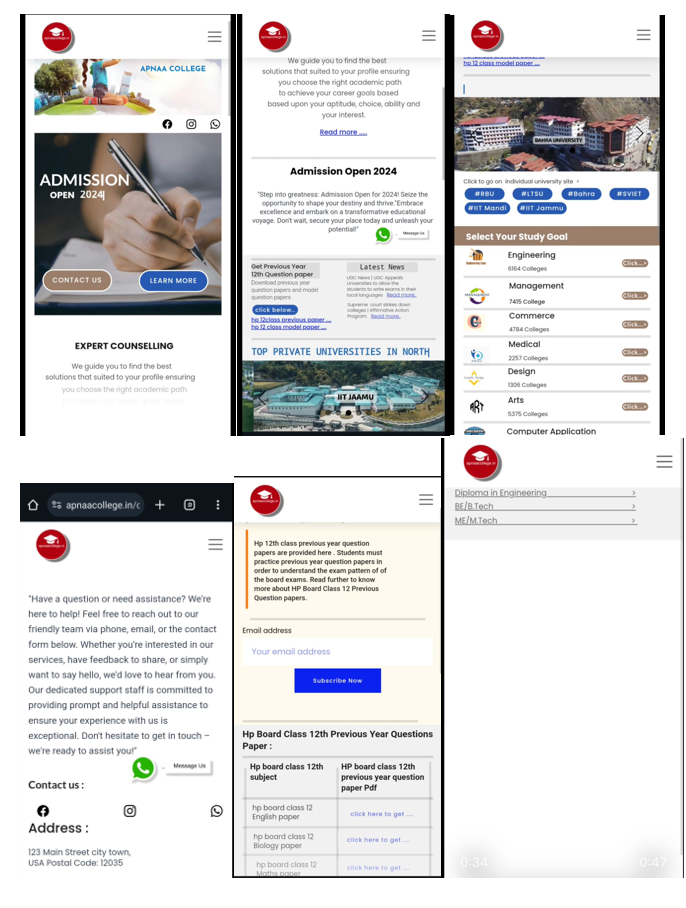 apnaacollege.in
APNAA COLLEGE
ADMISSION
OPEN 2024
CONTACT US
LEARN MORE
EXPERT COUNSELLING
We guide you to find the best
solutions that suited to your profile ensuring
you choose the right academic path
apnaacollege.in
We guide you to find the best
solutions that suited to your profile ensuring
you choose the right academic path
to achieve your career goals based
based upon your aptitude, choice, ability and
your interest.
Read more .....
Admission Open 2024
"Step into greatness: Admission Open for 2024! Seize the
opportunity to shape your destiny and thrive."Embrace
excellence and embark on a transformative educational
voyage. Don't wait, secure your place today and unleash your
potential!"
Message Us
Get Previous Year
12th Question paper
Download previous year
question papers and model
question papers
click below..
hp 12class previous paper ....
hp 12 class model paper ....
Latest News
UGC News | UGC Appeals
Universities to allow the
students to write exams in their
local languages Read more..
Supreme court strikes down
colleges | Affirmative Action
Program Read more..
TOP PRIVATE UNIVERSITIES IN NORTH
IIT JAAMU
apnaacollege.in
hp 12 class model paper ....
BAHRA UNIVERSITY
Click to go on individual university site >
#RBU
#LTSU
#Bahra
#SVIET
#IIT Mandi
#IIT Jammu
Select Your Study Goal
Engineering
6164 Colleges
Click...>
Management
7415 College
Click...>
Commerce
4784 Colleges
Click...>
Medical
2257 Colleges
Click...>
Design
1306 Colleges
Click...>
Arts
5375 Colleges
Click...>
Computer Application
apnaacollege.in/c
apnaacollege.in
"Have a question or need assistance? We're
here to help! Feel free to reach out to our
friendly team via phone, email, or the contact
form below. Whether you're interested in our
services, have feedback to share, or simply
want to say hello, we'd love to hear from you.
Our dedicated support staff is committed to
providing prompt and helpful assistance to
ensure your experience with us is
exceptional. Don't hesitate to get in touch –
we're ready to assist you!"
Message Us
Contact us :
Address :
123 Main Street city town,
USA Postal Code: 12035
apnaacollege.in
Hp 12th class previous year question
papers are provided here . Students must
practice previous year question papers in
order to understand the exam pattern of of
the board exams. Read further to know
more about HP Board Class 12 Previous
Question papers.
Email address
Your email address
Subscribe Now
Hp Board Class 12th Previous Year Questions
Paper :
Hp board class 12th
subject
HP board class 12th
previous year question
paper Pdf
hp board class 12
English paper
click here to get ....
hp board class 12
Biology paper
click here to get ....
hp board class 12
Maths paper
click here to get ....
apnaacollege.in
Diploma in Engineering >
BE/B.Tech >
ME/M.Tech >
0:34
0:47